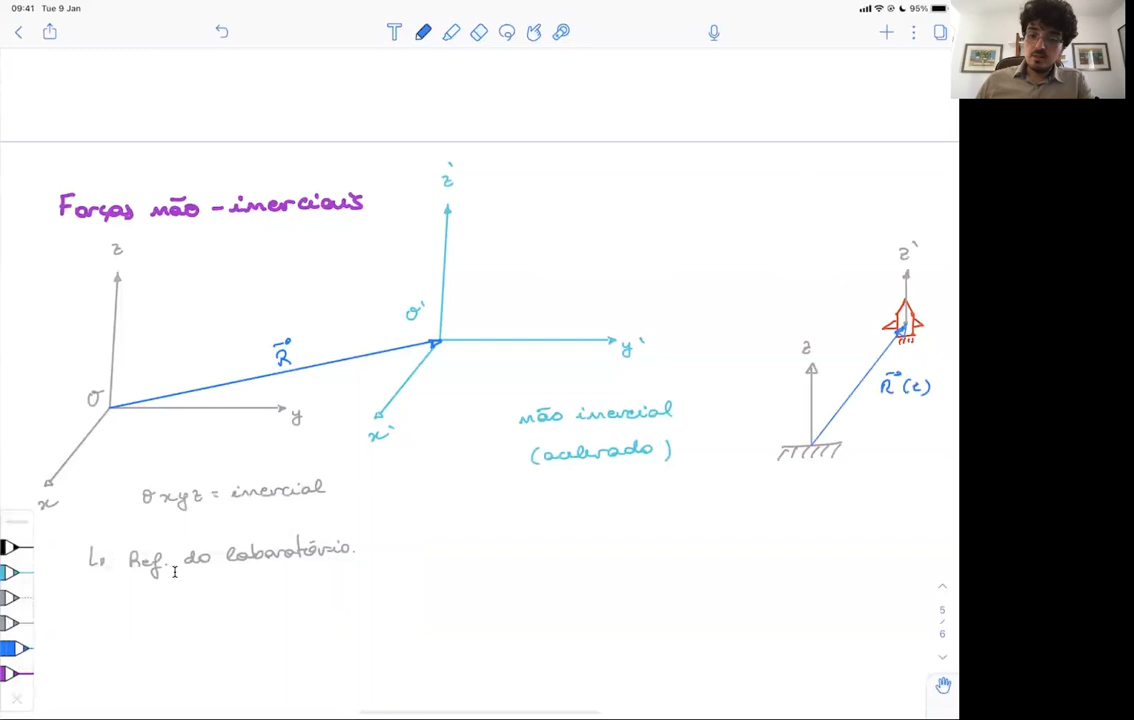 09:41 Tue 9 Jan
95%
Forças não-inerciais
z
z'
O'
R
O
y
y'
x'
x
não inercial
(acelerado)
z'
z
R(t)
Oxyz = inercial
Ref. do laboratório.
5
/
6